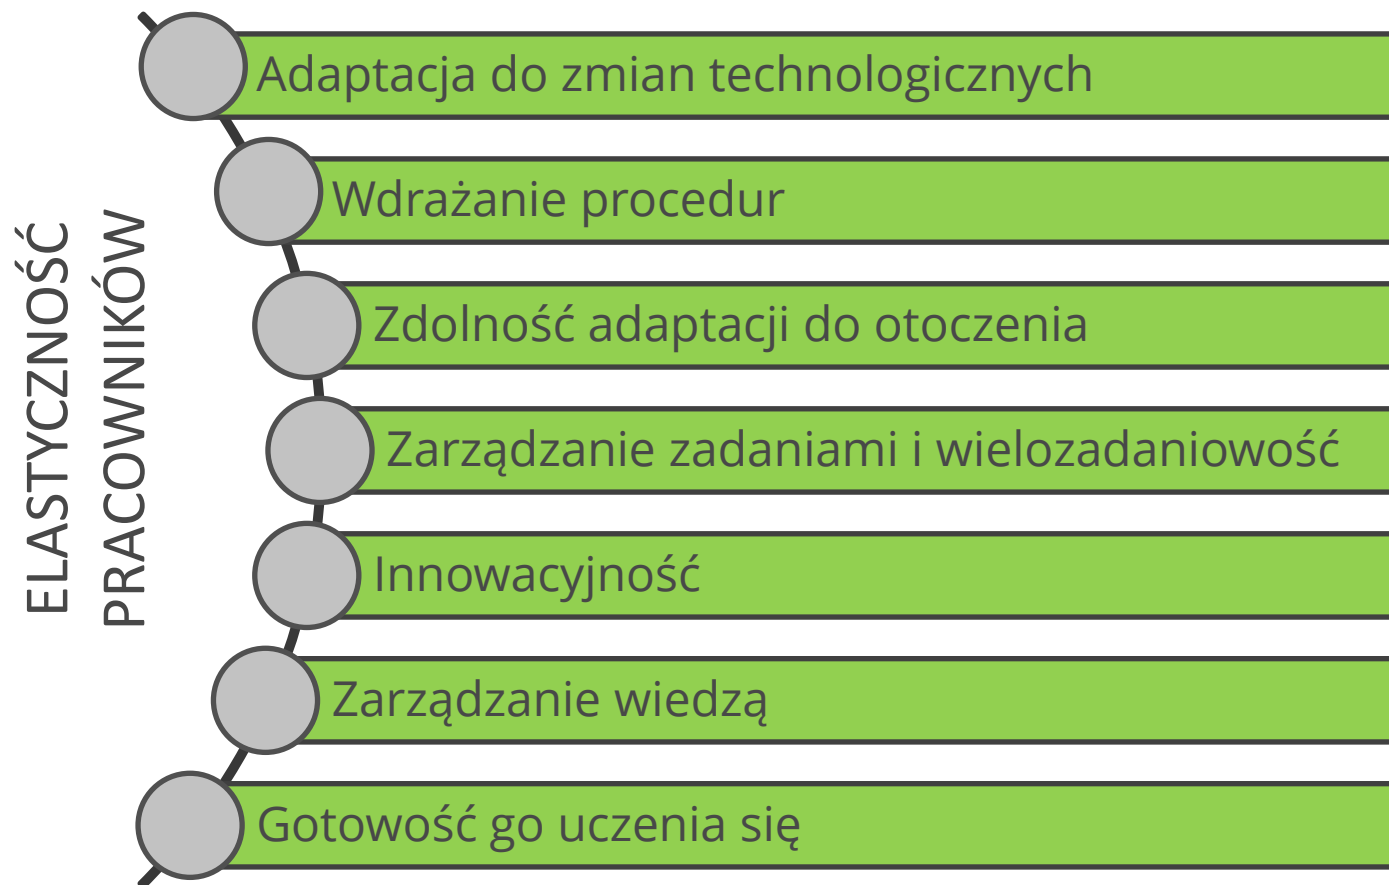 ELASTYCZNOŚĆ
PRACOWNIKÓW
Adaptacja do zmian technologicznych
Wdrażanie procedur
Zdolność adaptacji do otoczenia
Zarządzanie zadaniami i wielozadaniowość
Innowacyjność
Zarządzanie wiedzą
Gotowość go uczenia się